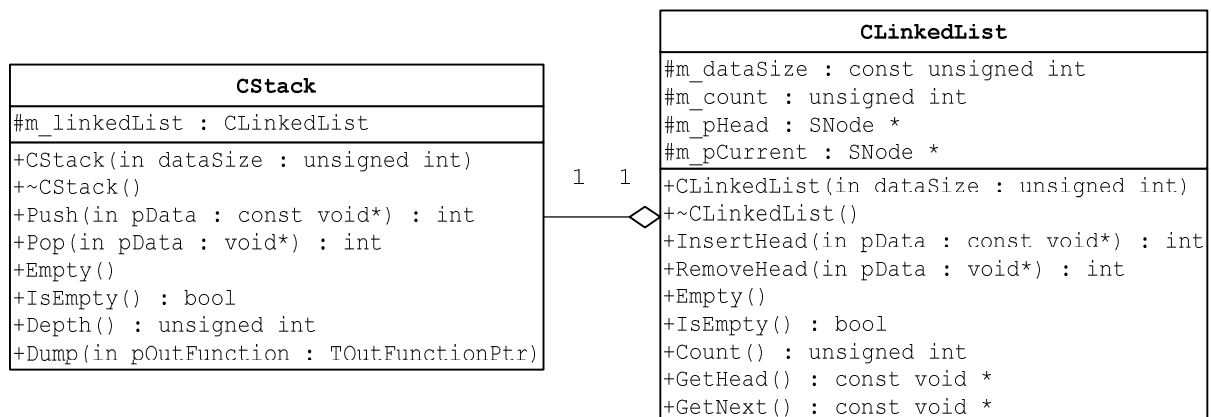 CStack
#m_linkedList : CLinkedList
+CStack(in dataSize : unsigned int)
+~CStack()
+Push(in pData : const void*) : int
+Pop(in pData : void*) : int
+Empty()
+IsEmpty() : bool
+Depth() : unsigned int
+Dump(in pOutFunction : TOutFunctionPtr)
1 1
CLinkedList
#m_dataSize : const unsigned int
#m_count : unsigned int
#m_pHead : SNode *
#m_pCurrent : SNode *
+CLinkedList(in dataSize : unsigned int)
+~CLinkedList()
+InsertHead(in pData : const void*) : int
+RemoveHead(in pData : void*) : int
+Empty()
+IsEmpty() : bool
+Count() : unsigned int
+GetHead() : const void *
+GetNext() : const void *